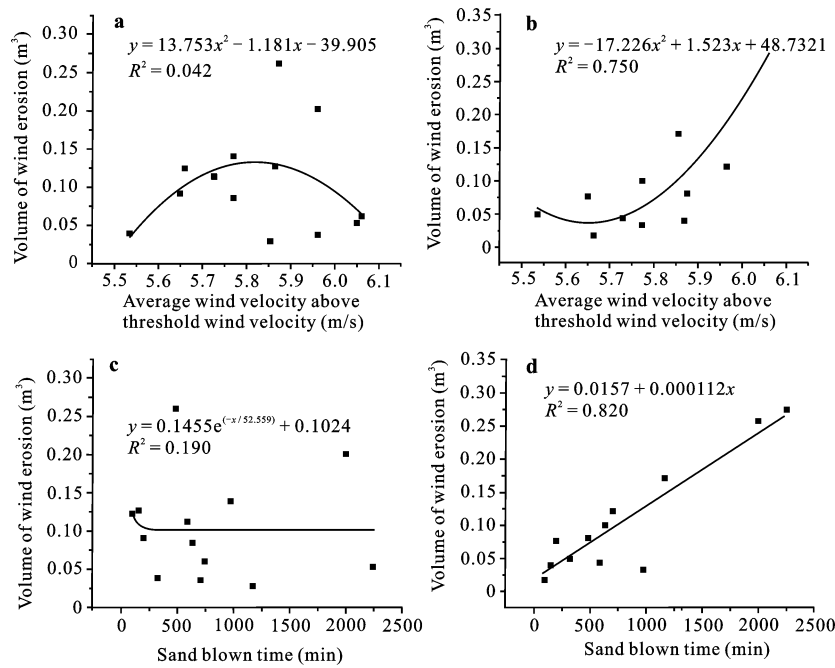 a
y = 13.753x² − 1.181x − 39.905
R² = 0.042
Volume of wind erosion (m³)
0.30
0.25
0.20
0.15
0.10
0.05
0
5.5 5.6 5.7 5.8 5.9 6.0 6.1
Average wind velocity above
threshold wind velocity (m/s)
b
y = −17.226x² + 1.523x + 48.7321
R² = 0.750
Volume of wind erosion (m³)
0.35
0.30
0.25
0.20
0.15
0.10
0.05
0
5.5 5.6 5.7 5.8 5.9 6.0 6.1
Average wind velocity above
threshold wind velocity (m/s)
c
y = 0.1455e^(−x/52.559) + 0.1024
R² = 0.190
Volume of wind erosion (m³)
0.30
0.25
0.20
0.15
0.10
0.05
0
0 500 1000 1500 2000 2500
Sand blown time (min)
d
y = 0.0157 + 0.000112x
R² = 0.820
Volume of wind erosion (m³)
0.35
0.30
0.25
0.20
0.15
0.10
0.05
0
0 500 1000 1500 2000 2500
Sand blown time (min)